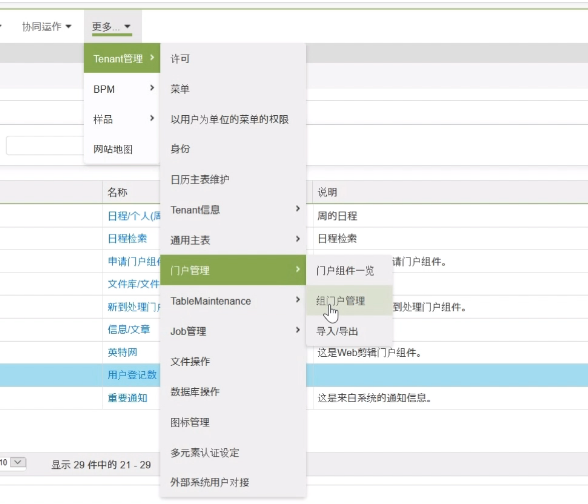 协同运作 更多...
Tenant管理
BPM
样品
网站地图
许可
菜单
以用户为单位的菜单的权限
身份
日历主表维护
Tenant信息
通用主表
门户管理
TableMaintenance
Job管理
文件操作
数据库操作
图标管理
多元素认证设定
外部系统用户对接
门户组件一览
组门户管理
导入/导出
名称 说明
日程/个人(周 周的日程
日程检索 日程检索
申请门户组件 请门户组件。
文件库/文件
新到处理门户 到处理门户组件。
信息/文章
英特网 这是Web剪辑门户组件。
用户登记数
重要通知 这是来自系统的通知信息。
10 显示 29 件中的 21 - 29